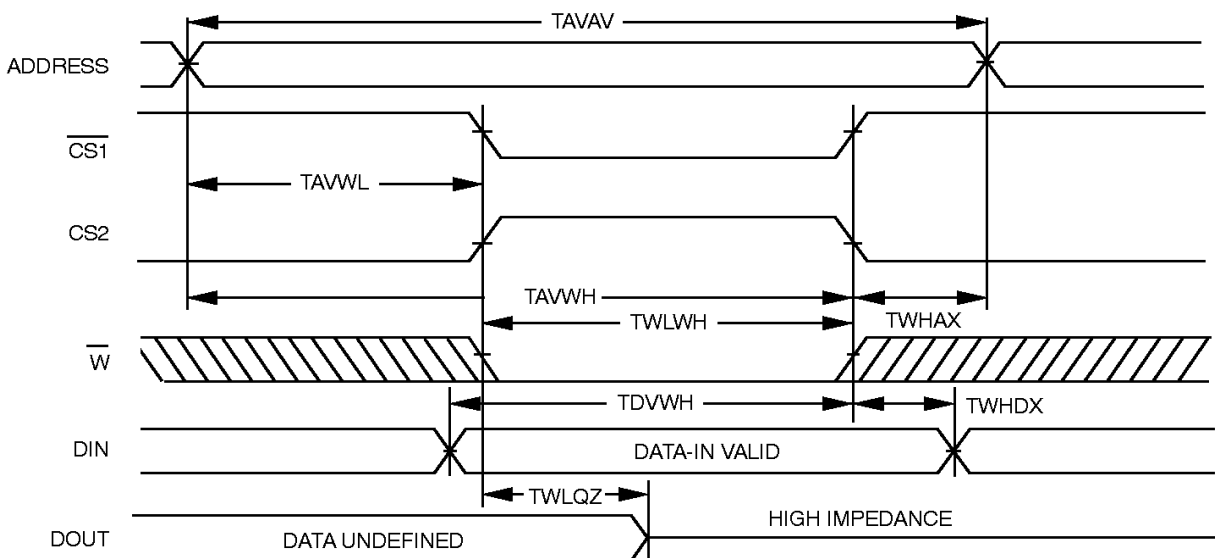 TAVAV
ADDRESS
CS1
TAVWL
CS2
TAVWH
TWLWH
TWHAX
W
TDVWH
TWHDX
DIN
DATA-IN VALID
TWLQZ
HIGH IMPEDANCE
DOUT
DATA UNDEFINED